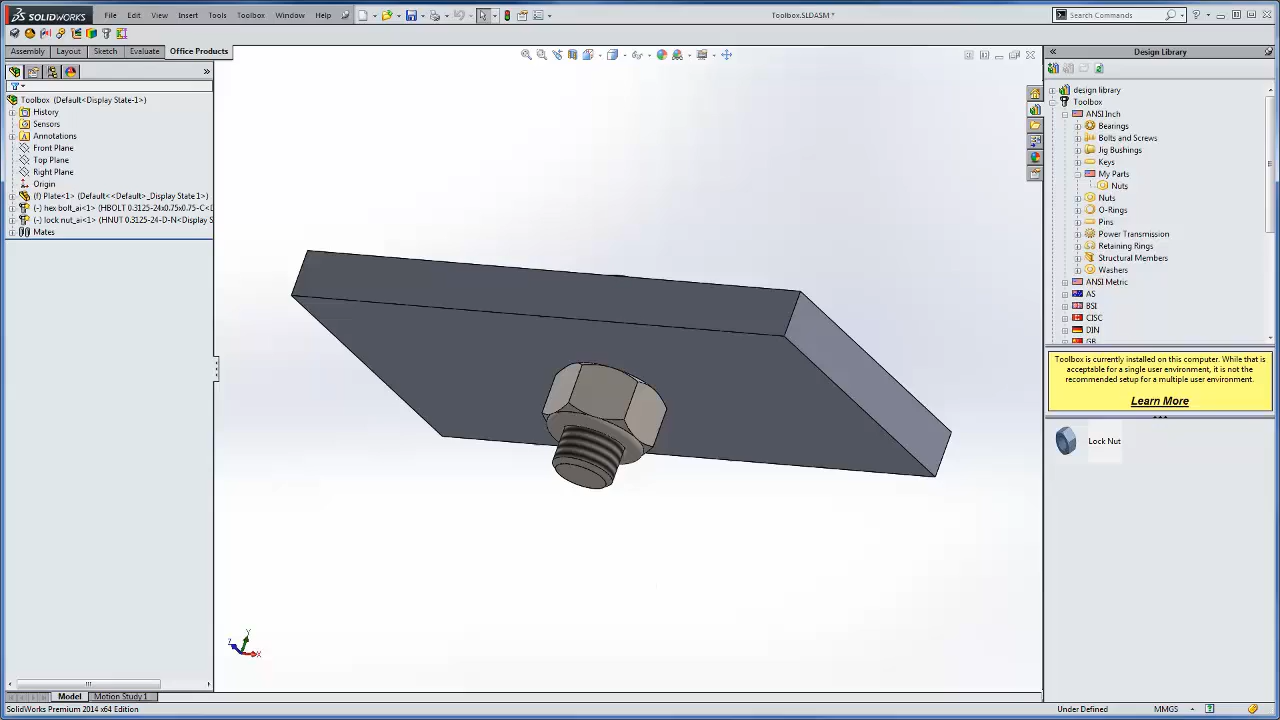 SOLIDWORKS File Edit View Insert Tools Toolbox Window Help Toolbox.SLDASM * Search Commands
Assembly Layout Sketch Evaluate Office Products
Design Library
Toolbox (Default<Display State-1>)
History
Sensors
Annotations
Front Plane
Top Plane
Right Plane
Origin
(f) Plate<1> (Default<<Default>_Display State 1>)
(-) hex bolt_ai<1> (HBOLT 0.3125-24x0.75x0.75-C<D
(-) lock nut_ai<1> (HNUT 0.3125-24-D-N<Display S
Mates
design library
Toolbox
ANSI Inch
Bearings
Bolts and Screws
Jig Bushings
Keys
My Parts
Nuts
Nuts
O-Rings
Pins
Power Transmission
Retaining Rings
Structural Members
Washers
ANSI Metric
AS
BSI
CISC
DIN
GB
Toolbox is currently installed on this computer. While that is
acceptable for a single user environment, it is not the
recommended setup for a multiple user environment.
Learn More
Lock Nut
Y
Z
X
Model Motion Study 1
SolidWorks Premium 2014 x64 Edition Under Defined MMGS